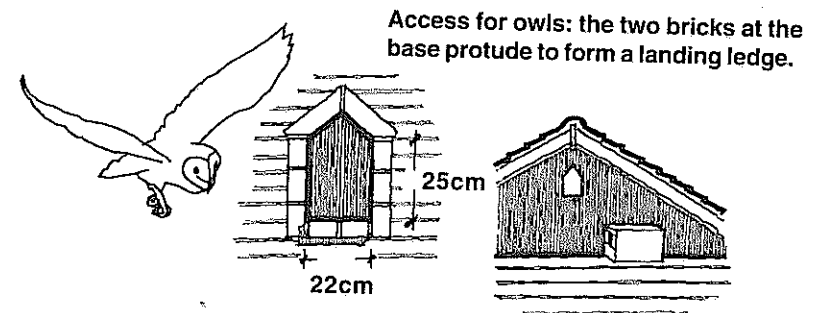 Access for owls: the two bricks at the
base protude to form a landing ledge.
25cm
22cm